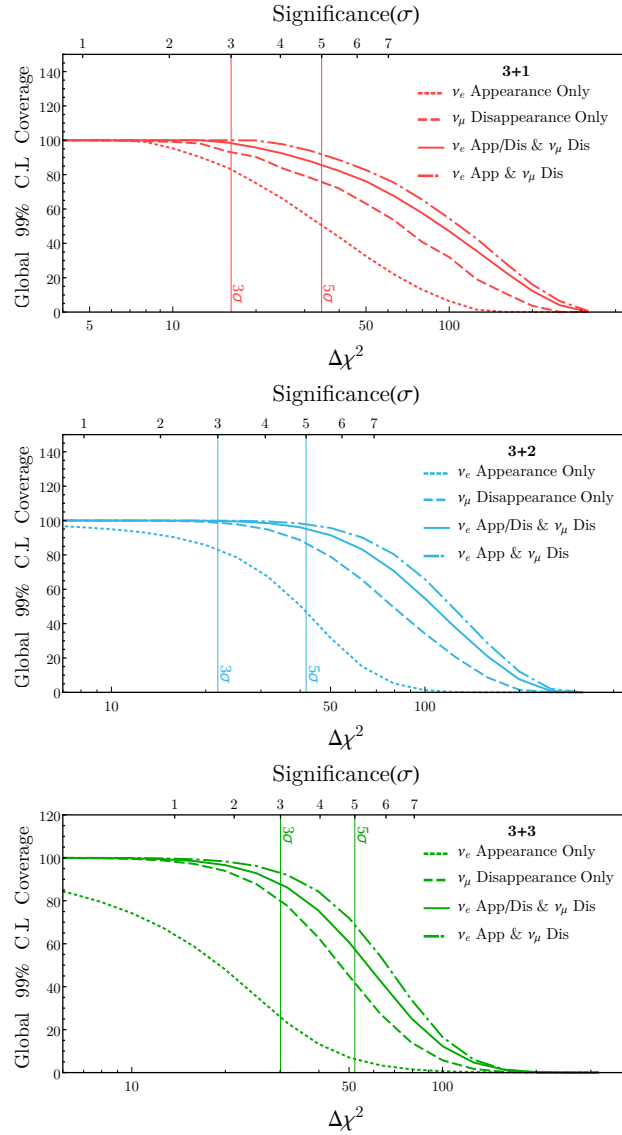 Significance(σ)
1 2 3 4 5 6 7
Global 99% C.L Coverage
140
120
100
80
60
40
20
0
3+1
νe Appearance Only
νμ Disappearance Only
νe App/Dis & νμ Dis
νe App & νμ Dis
3σ
5σ
5 10 50 100
Δχ²
Significance(σ)
1 2 3 4 5 6 7
Global 99% C.L Coverage
140
120
100
80
60
40
20
0
3+2
νe Appearance Only
νμ Disappearance Only
νe App/Dis & νμ Dis
νe App & νμ Dis
3σ
5σ
10 50 100
Δχ²
Significance(σ)
1 2 3 4 5 6 7
Global 99% C.L Coverage
120
100
80
60
40
20
0
3σ
5σ
3+3
νe Appearance Only
νμ Disappearance Only
νe App/Dis & νμ Dis
νe App & νμ Dis
10 50 100
Δχ²